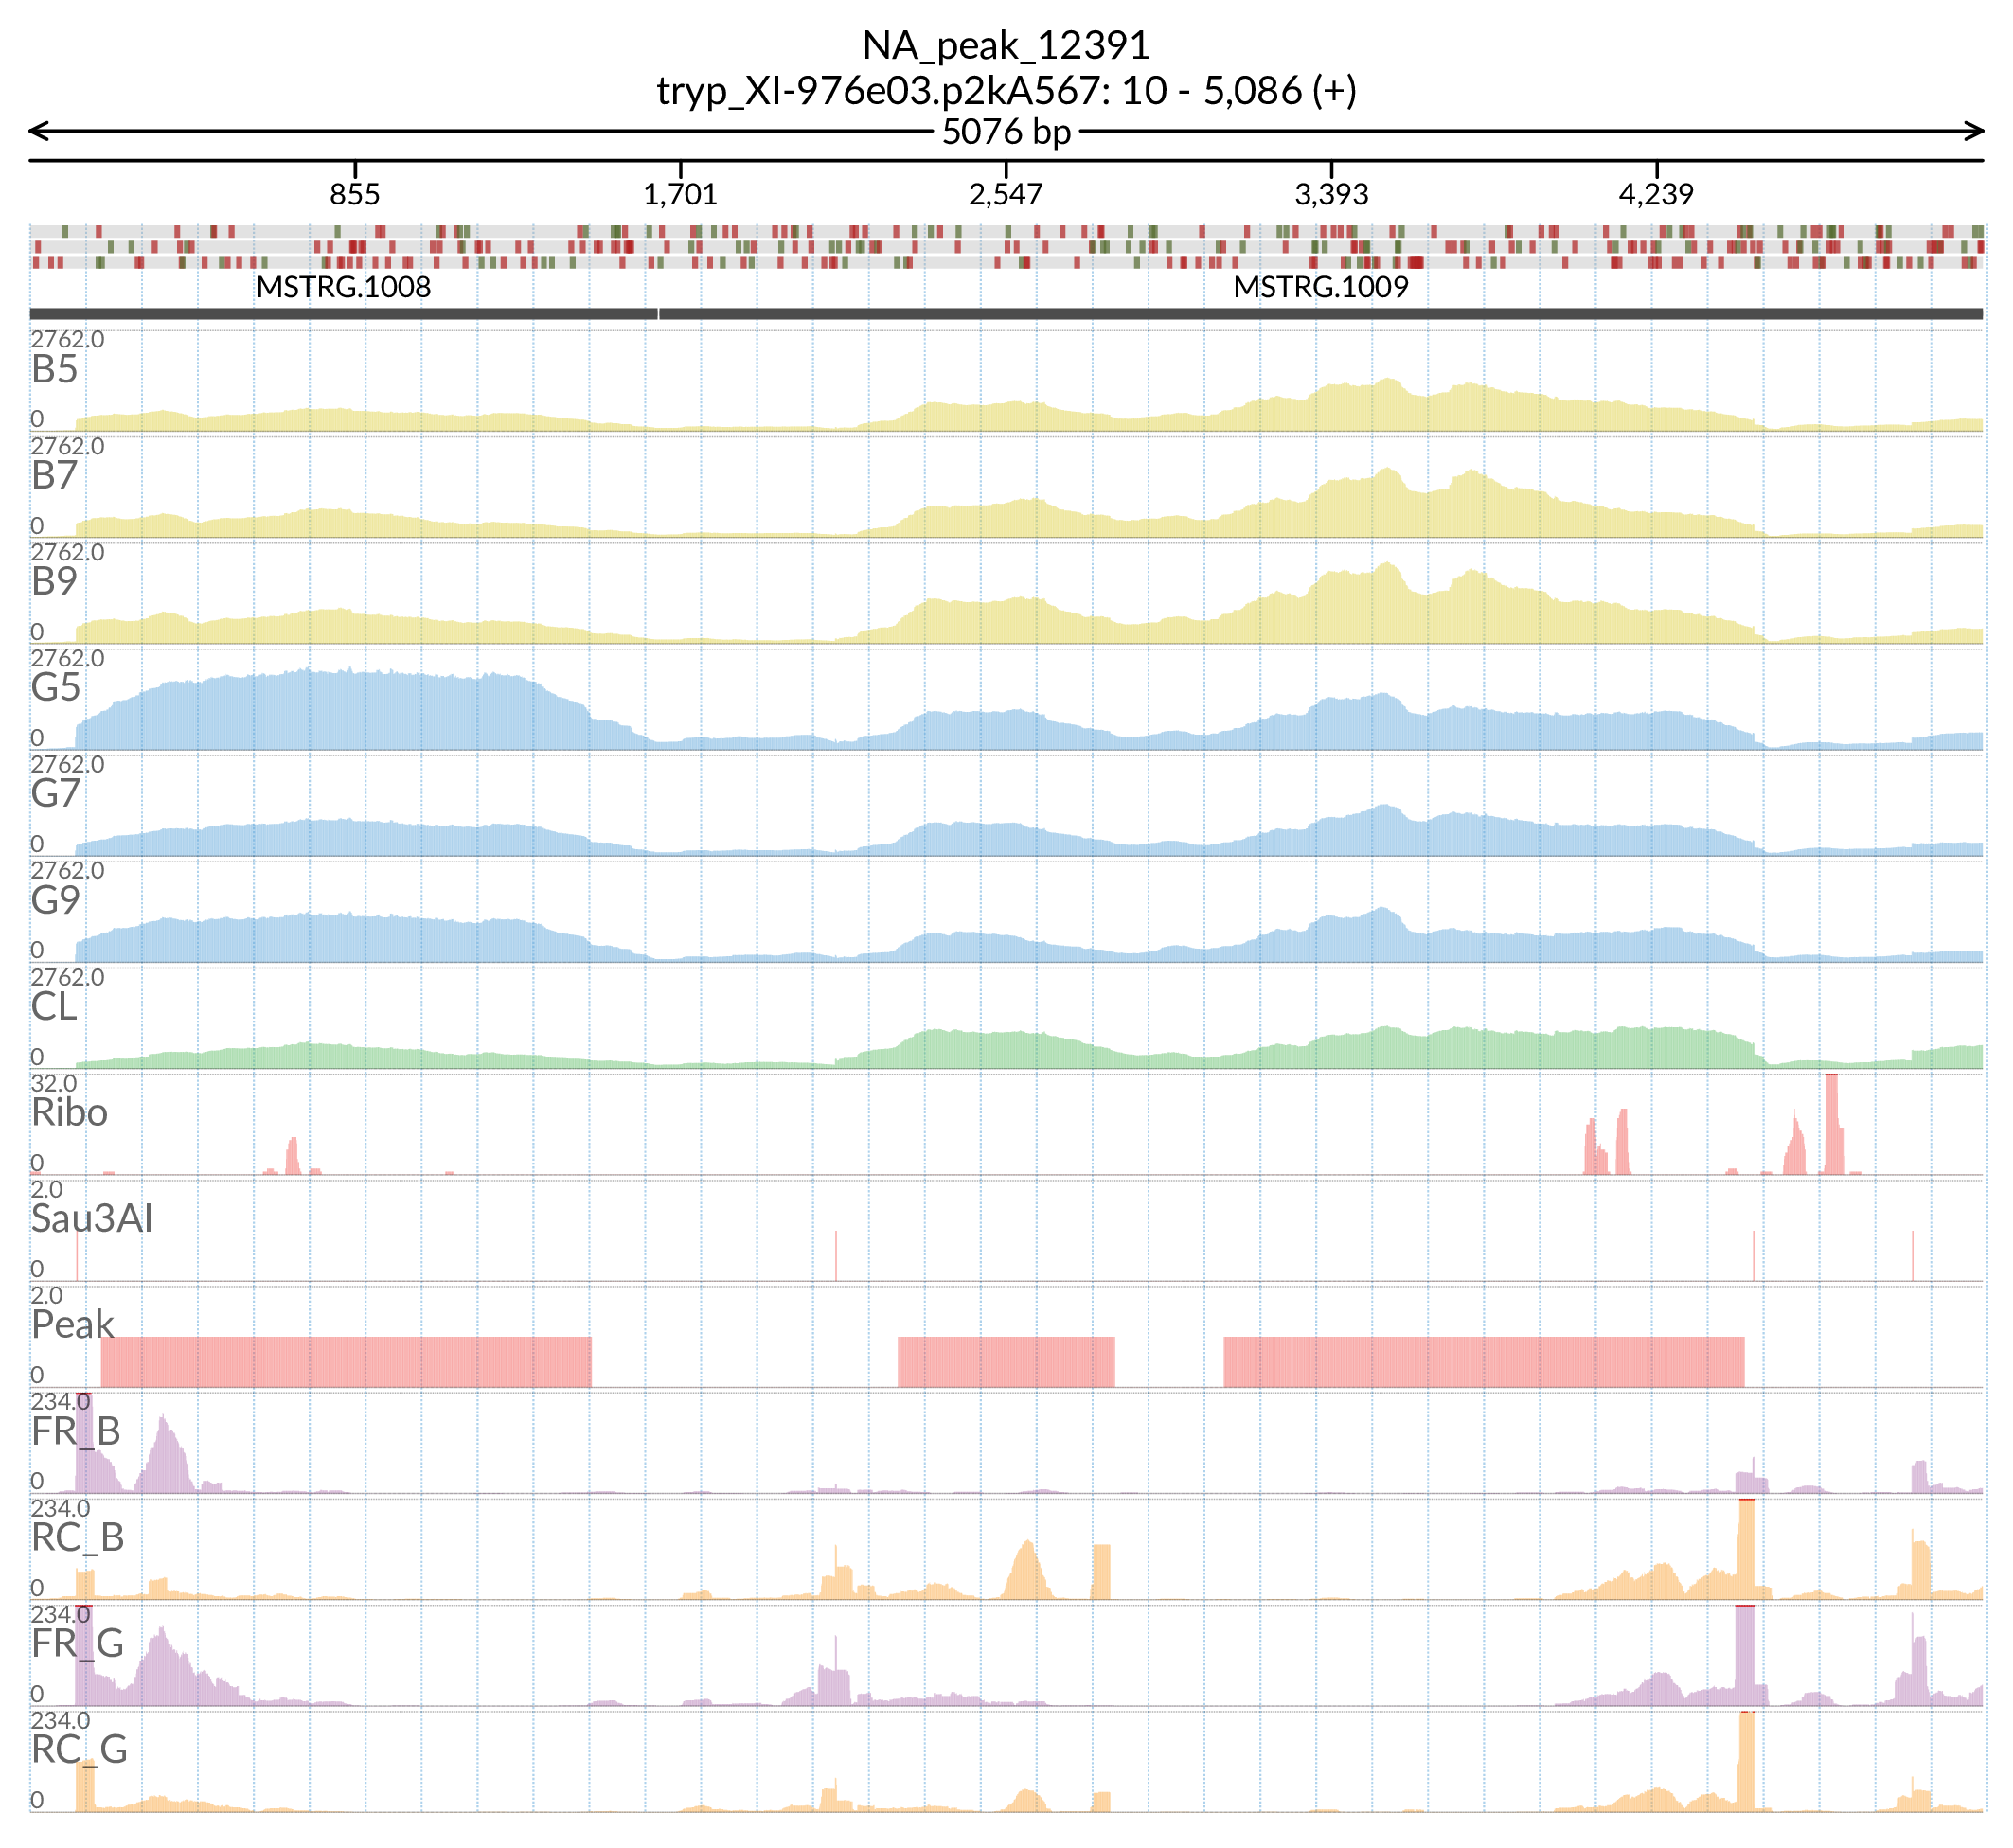 NA_peak_12391
tryp_XI-976e03.p2kA567: 10 - 5,086 (+)
5076 bp
855 1,701 2,547 3,393 4,239
MSTRG.1008 MSTRG.1009
2762.0
B5
0
2762.0
B7
0
2762.0
B9
0
2762.0
G5
0
2762.0
G7
0
2762.0
G9
0
2762.0
CL
0
32.0
Ribo
0
2.0
Sau3AI
0
2.0
Peak
0
234.0
FR_B
0
234.0
RC_B
0
234.0
FR_G
0
234.0
RC_G
0